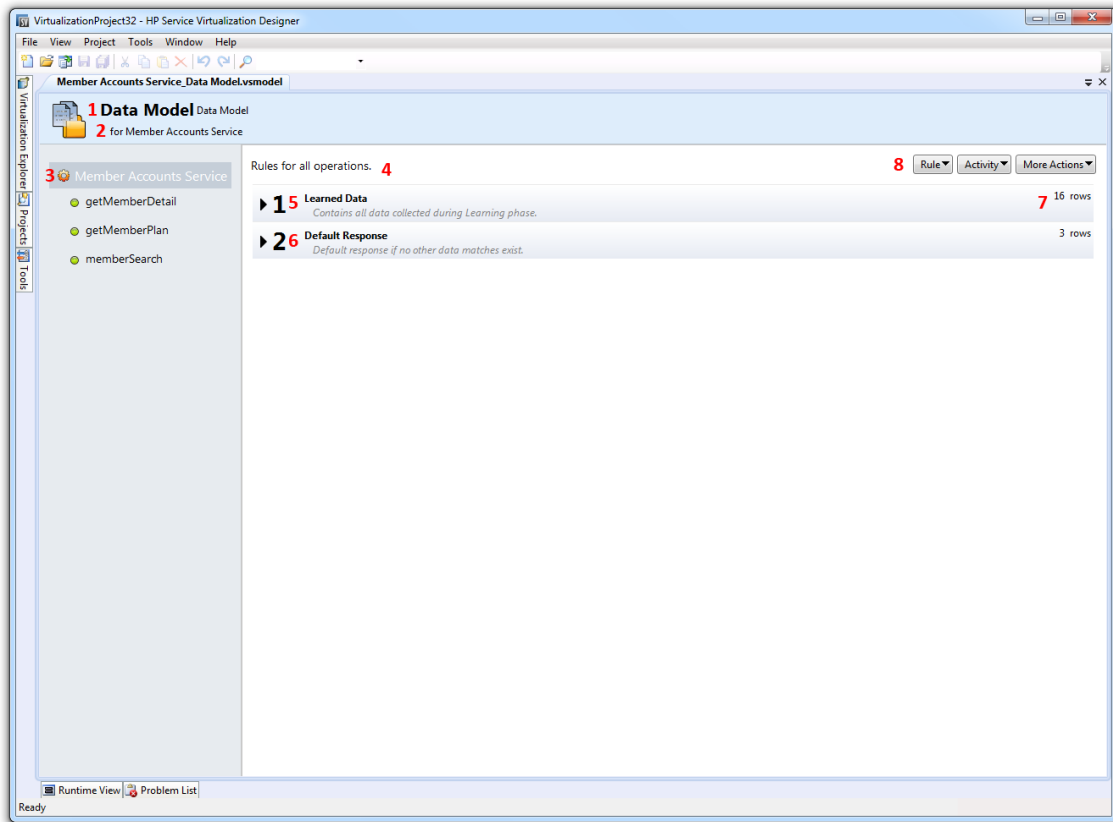 VirtualizationProject32 - HP Service Virtualization Designer
File View Project Tools Window Help
Member Accounts Service_Data Model.vsmodel
Virtualization Explorer
Projects
Tools
1 Data Model Data Model
2 for Member Accounts Service
3 Member Accounts Service
getMemberDetail
getMemberPlan
memberSearch
Rules for all operations. 4
8 Rule Activity More Actions
1 5 Learned Data 7 16 rows
Contains all data collected during Learning phase.
2 6 Default Response 3 rows
Default response if no other data matches exist.
Runtime View Problem List
Ready